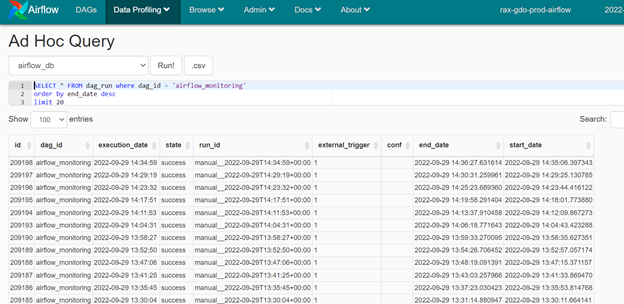 Airflow DAGs Data Profiling Browse Admin Docs About rax-gdo-prod-airflow 2022-
Ad Hoc Query
airflow_db Run! .csv
1 SELECT * FROM dag_run where dag_id = 'airflow_monitoring'
2 order by end_date desc
3 limit 20
Show 100 entries Search:
id dag_id execution_date state run_id external_trigger conf end_date start_date
209198 airflow_monitoring 2022-09-29 14:34:59 success manual__2022-09-29T14:34:59+00:00 1 2022-09-29 14:36:27.631614 2022-09-29 14:35:06.397343
209197 airflow_monitoring 2022-09-29 14:29:19 success manual__2022-09-29T14:29:19+00:00 1 2022-09-29 14:30:31.259961 2022-09-29 14:29:25.130785
209196 airflow_monitoring 2022-09-29 14:23:32 success manual__2022-09-29T14:23:32+00:00 1 2022-09-29 14:25:23.689360 2022-09-29 14:23:44.416122
209195 airflow_monitoring 2022-09-29 14:17:51 success manual__2022-09-29T14:17:51+00:00 1 2022-09-29 14:19:58.291404 2022-09-29 14:18:01.773880
209194 airflow_monitoring 2022-09-29 14:11:53 success manual__2022-09-29T14:11:53+00:00 1 2022-09-29 14:13:37.910458 2022-09-29 14:12:09.867273
209193 airflow_monitoring 2022-09-29 14:04:31 success manual__2022-09-29T14:04:31+00:00 1 2022-09-29 14:06:18.771643 2022-09-29 14:04:43.423288
209190 airflow_monitoring 2022-09-29 13:58:27 success manual__2022-09-29T13:58:27+00:00 1 2022-09-29 13:59:33.270095 2022-09-29 13:58:35.627351
209189 airflow_monitoring 2022-09-29 13:52:50 success manual__2022-09-29T13:52:50+00:00 1 2022-09-29 13:54:26.706452 2022-09-29 13:52:57.057174
209188 airflow_monitoring 2022-09-29 13:47:06 success manual__2022-09-29T13:47:06+00:00 1 2022-09-29 13:48:19.091391 2022-09-29 13:47:15.371157
209187 airflow_monitoring 2022-09-29 13:41:25 success manual__2022-09-29T13:41:25+00:00 1 2022-09-29 13:43:03.257966 2022-09-29 13:41:33.869470
209186 airflow_monitoring 2022-09-29 13:35:45 success manual__2022-09-29T13:35:45+00:00 1 2022-09-29 13:37:23.030423 2022-09-29 13:35:53.814768
209185 airflow_monitoring 2022-09-29 13:30:04 success manual__2022-09-29T13:30:04+00:00 1 2022-09-29 13:31:14.880947 2022-09-29 13:30:11.664141